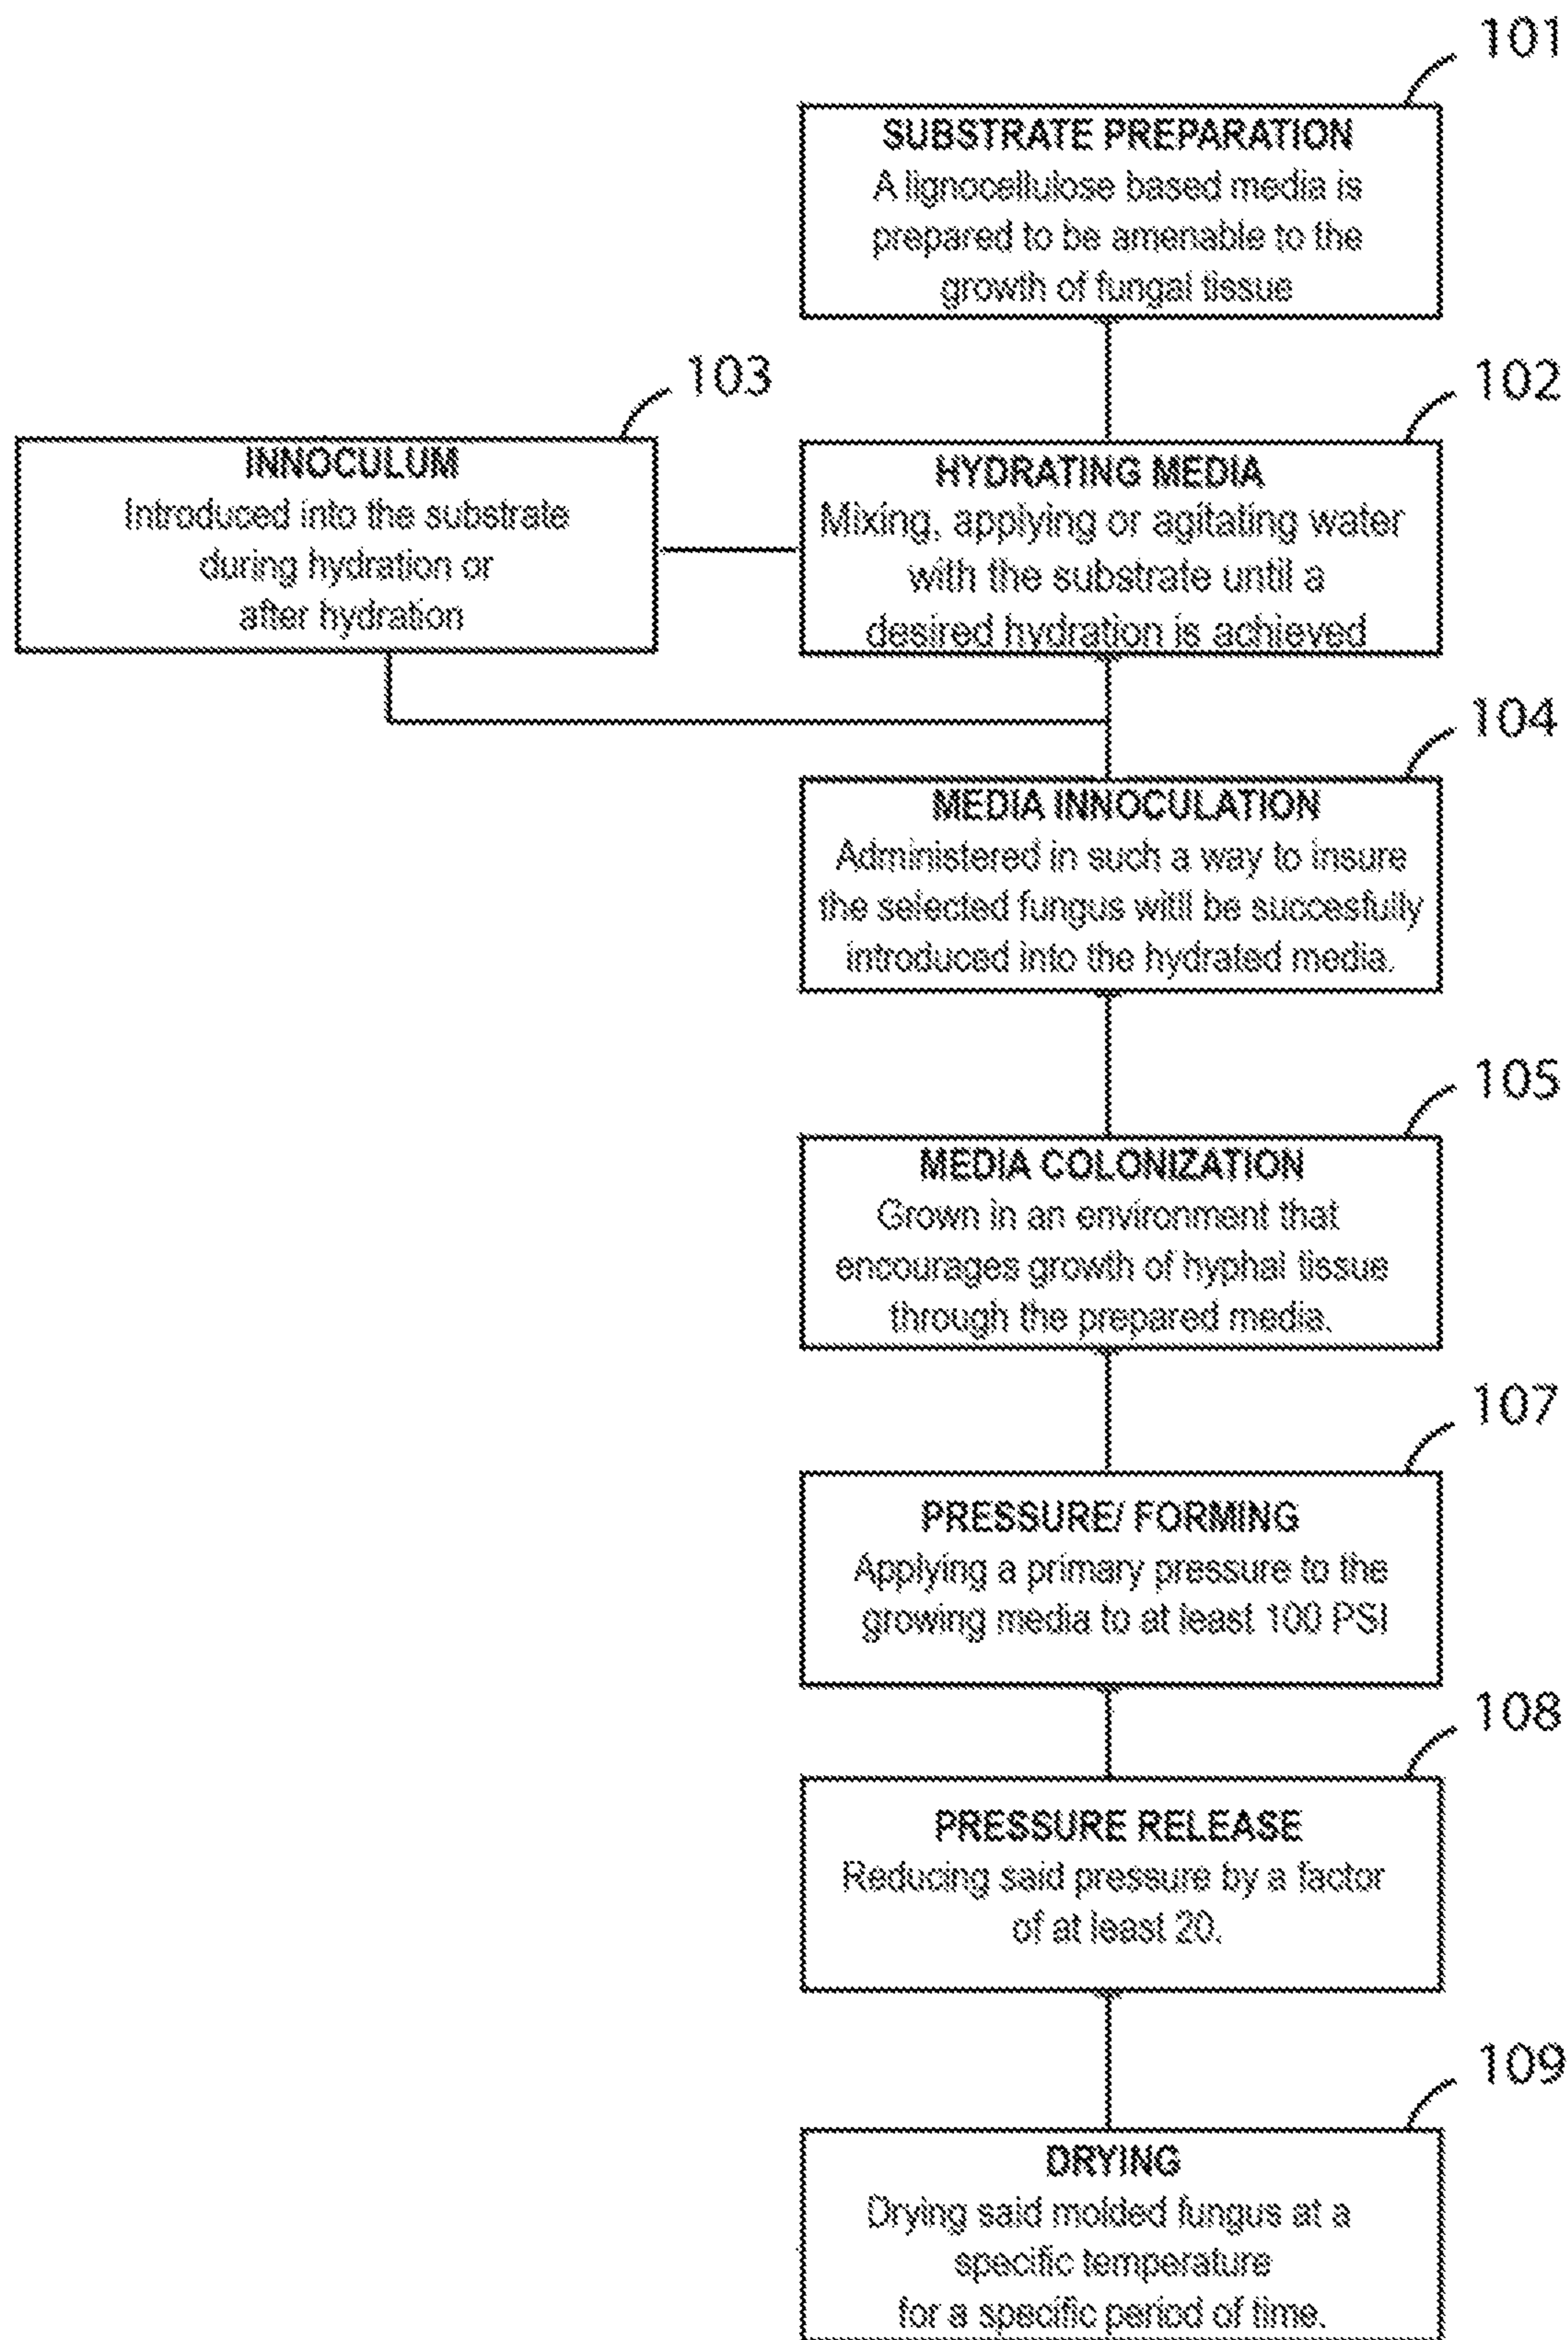 101
SUBSTRATE PREPARATION
A lignocellulose based media is
prepared to be amenable to the
growth of fungal tissue
103
INNOCULUM
Introduced into the substrate
during hydration or
after hydration
102
HYDRATING MEDIA
Mixing, applying or agitating water
with the substrate until a
desired hydration is achieved
104
MEDIA INNOCULATION
Administered in such a way to insure
the selected fungus witll be succesfully
introduced into the hydrated media.
105
MEDIA COLONIZATION
Grown in an environment that
encourages growth of hyphal tissue
through the prepared media.
107
PRESSURE/ FORMING
Applying a primary pressure to the
growing media to at least 100 PSI
108
PRESSURE RELEASE
Reducing said pressure by a factor
of at least 20.
109
DRYING
Drying said molded fungus at a
specific temperature
for a specific period of time.